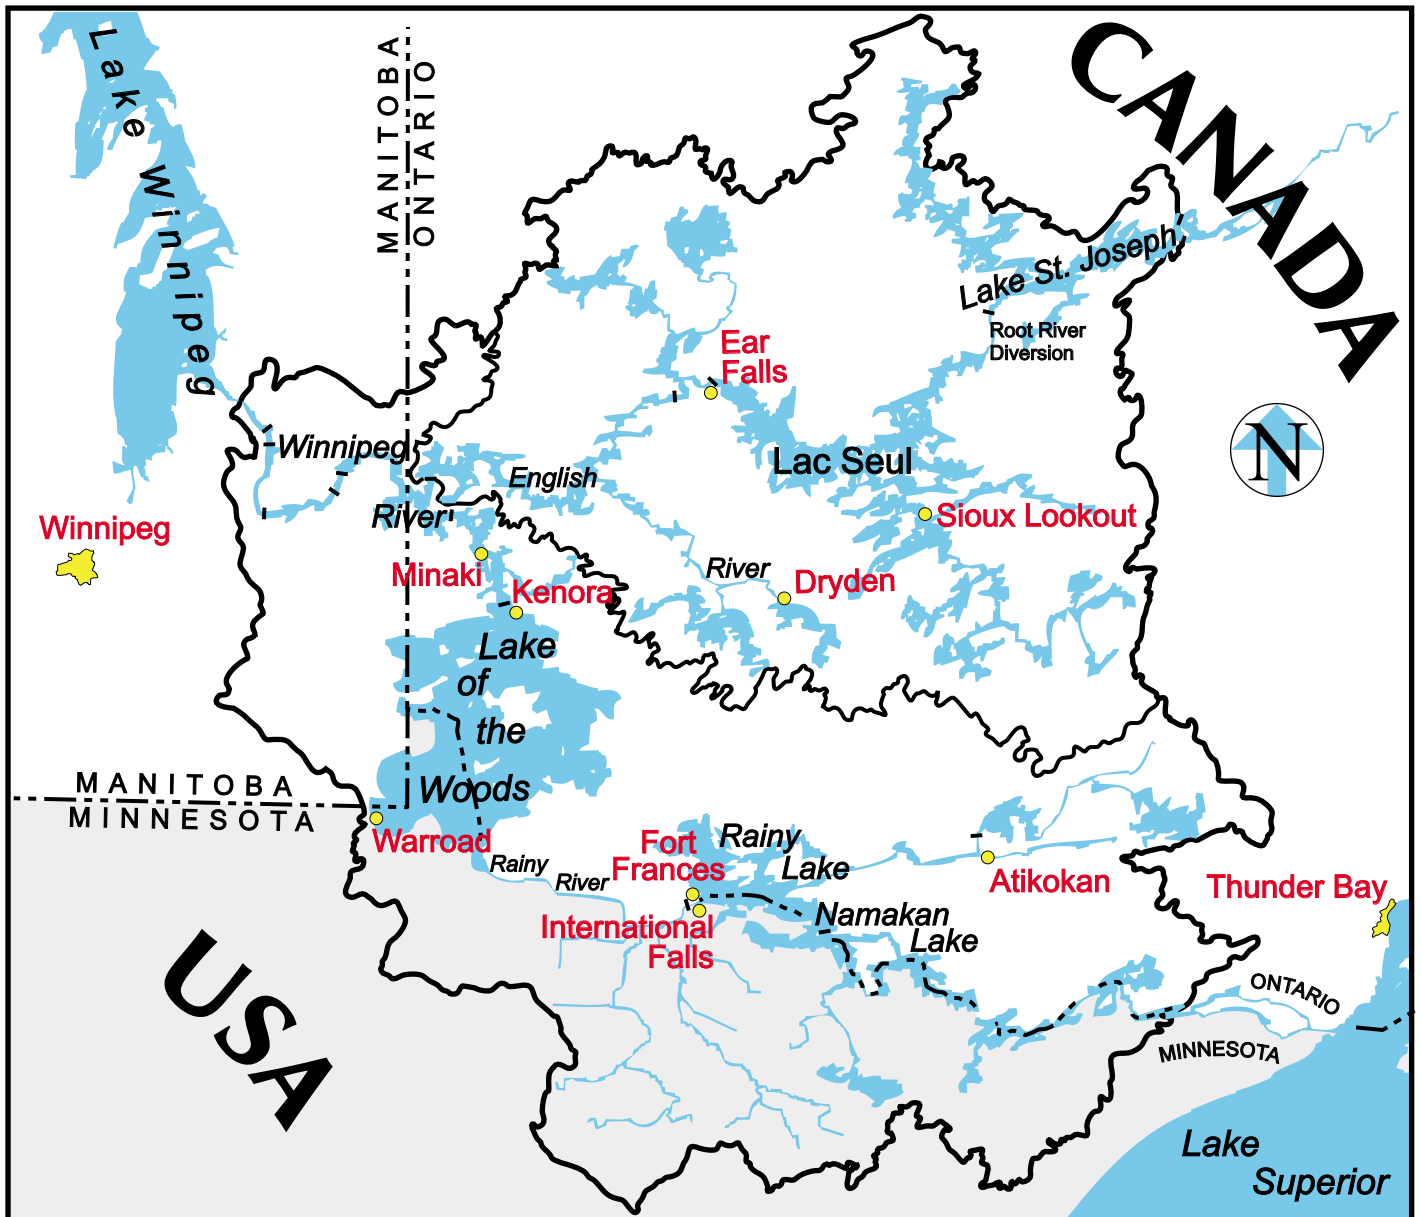 Lake Winnipeg
MANITOBA
ONTARIO
CANADA
Lake St. Joseph
Root River
Diversion
Ear
Falls
N
Winnipeg
River
English
River
Lac Seul
Winnipeg
Sioux Lookout
Minaki
Kenora
Dryden
Lake
of
the
Woods
MANITOBA
MINNESOTA
Warroad
Rainy
River
Fort
Frances
Rainy
Lake
Atikokan
Thunder Bay
International
Falls
Namakan
Lake
USA
ONTARIO
MINNESOTA
Lake
Superior